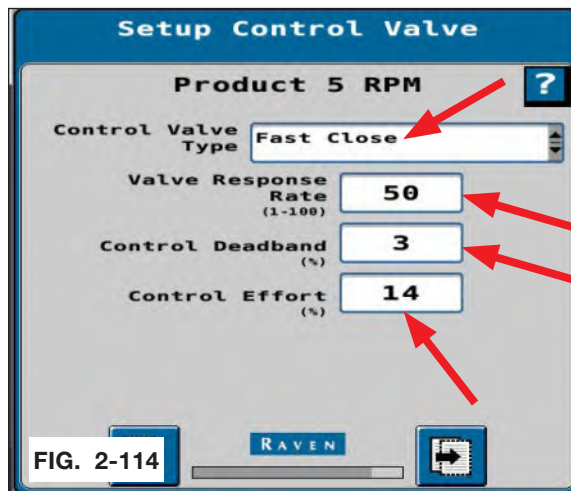 Setup Control Valve
Product 5 RPM
?
Control Valve
Type
Fast Close
Valve Response
Rate
(1-100)
50
Control Deadband
(%)
3
Control Effort
(%)
14
RAVEN
FIG. 2-114